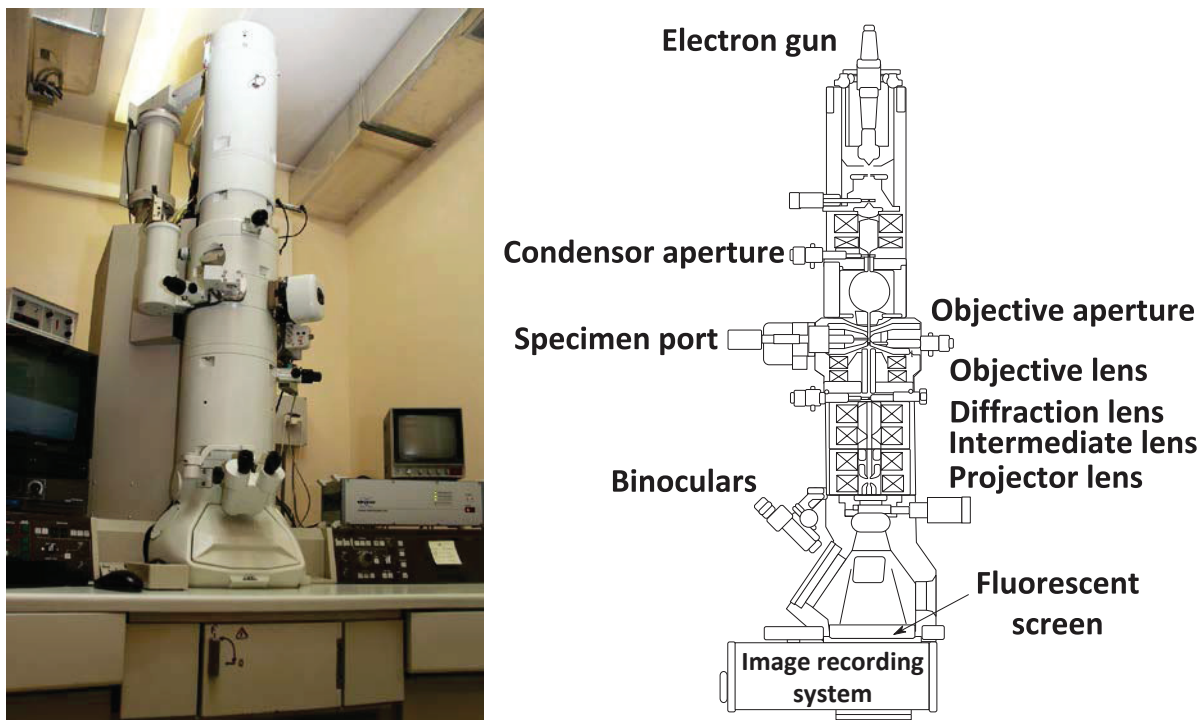 Electron gun
Condensor aperture
Objective aperture
Specimen port
Objective lens
Diffraction lens
Intermediate lens
Projector lens
Binoculars
Fluorescent
screen
Image recording
system